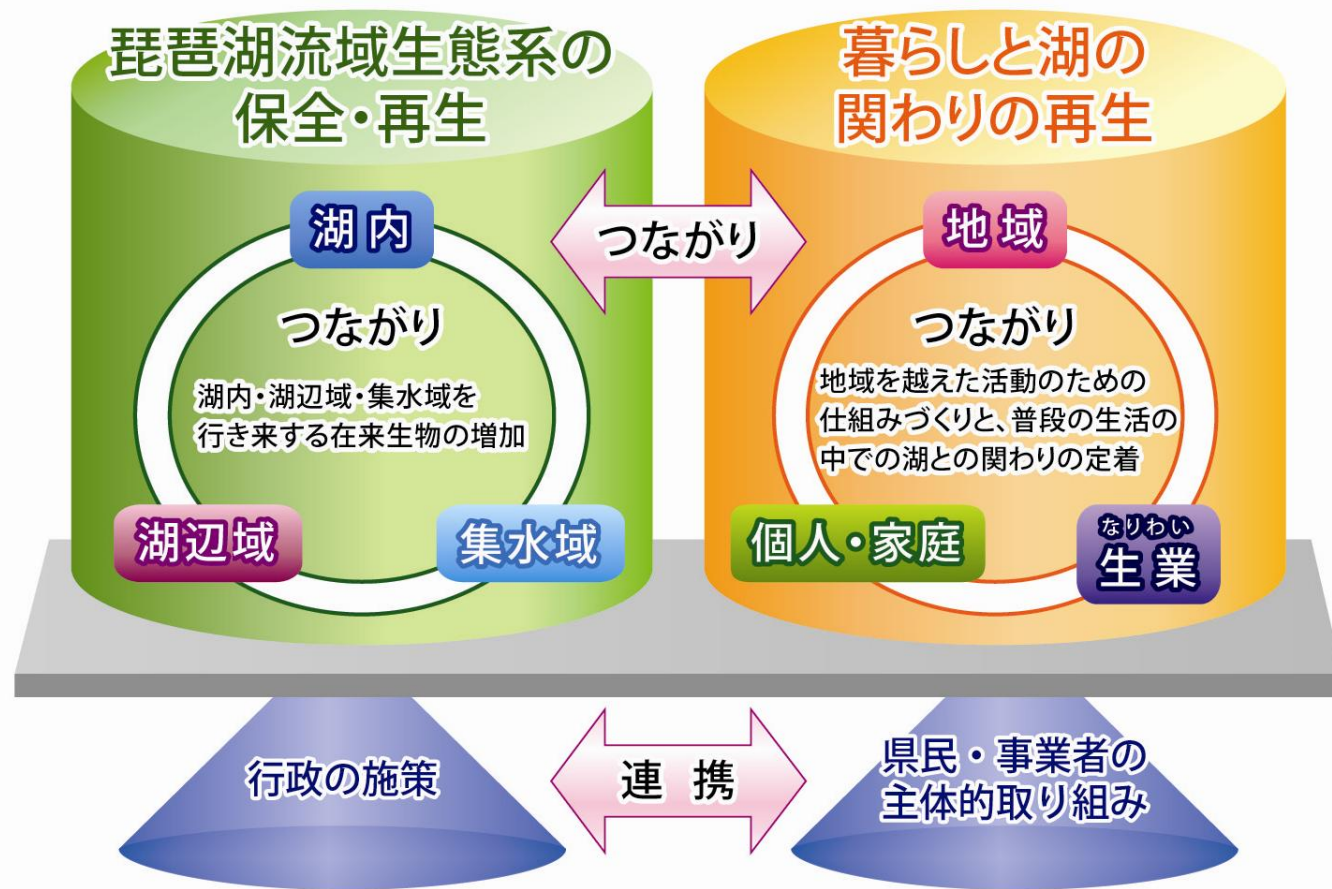 琵琶湖流域生態系の
保全・再生
湖内
つながり
湖内・湖辺域・集水域を
行き来する在来生物の増加
湖辺域
集水域
つながり
暮らしと湖の
関わりの再生
地域
つながり
地域を越えた活動のための
仕組みづくりと、普段の生活の
中での湖との関わりの定着
個人・家庭
なりわい
生業
行政の施策
連携
県民・事業者の
主体的取り組み